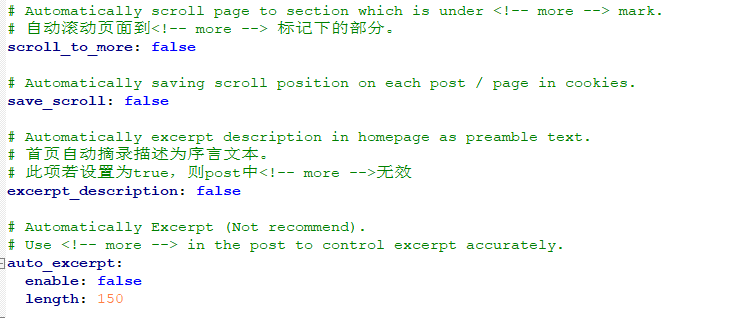 # Automatically scroll page to section which is under <!-- more --> mark.
# 自动滚动页面到<!-- more --> 标记下的部分。
scroll_to_more: false
# Automatically saving scroll position on each post / page in cookies.
save_scroll: false
# Automatically excerpt description in homepage as preamble text.
# 首页自动摘录描述为序言文本。
# 此项若设置为true，则post中<!-- more -->无效
excerpt_description: false
# Automatically Excerpt (Not recommend).
# Use <!-- more --> in the post to control excerpt accurately.
auto_excerpt:
  enable: false
  length: 150